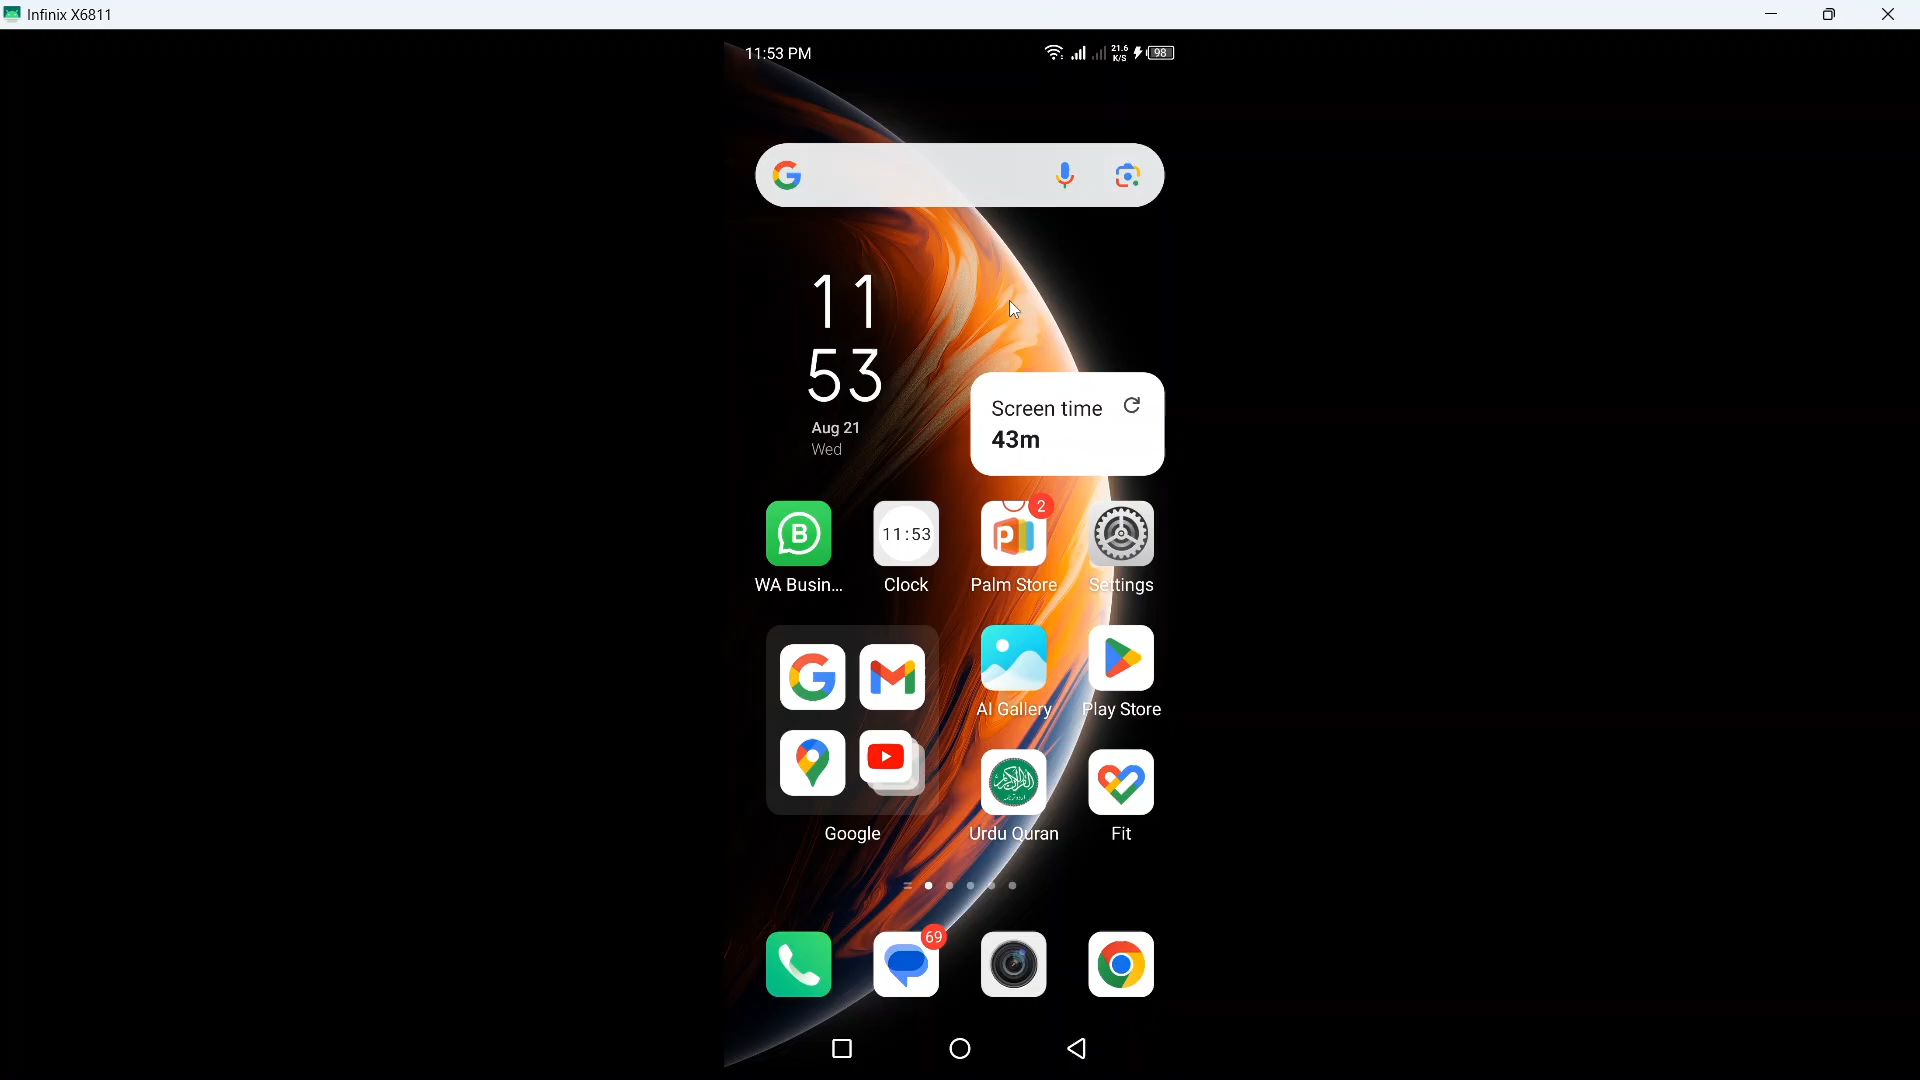 Infinix X6811
11:53 PM
21.6
K/S
98
11
53
Aug 21
Wed
Screen time
43m
11:53
2
WA Busin...
Clock
Palm Store
Settings
AI Gallery
Play Store
Google
Urdu Quran
Fit
69